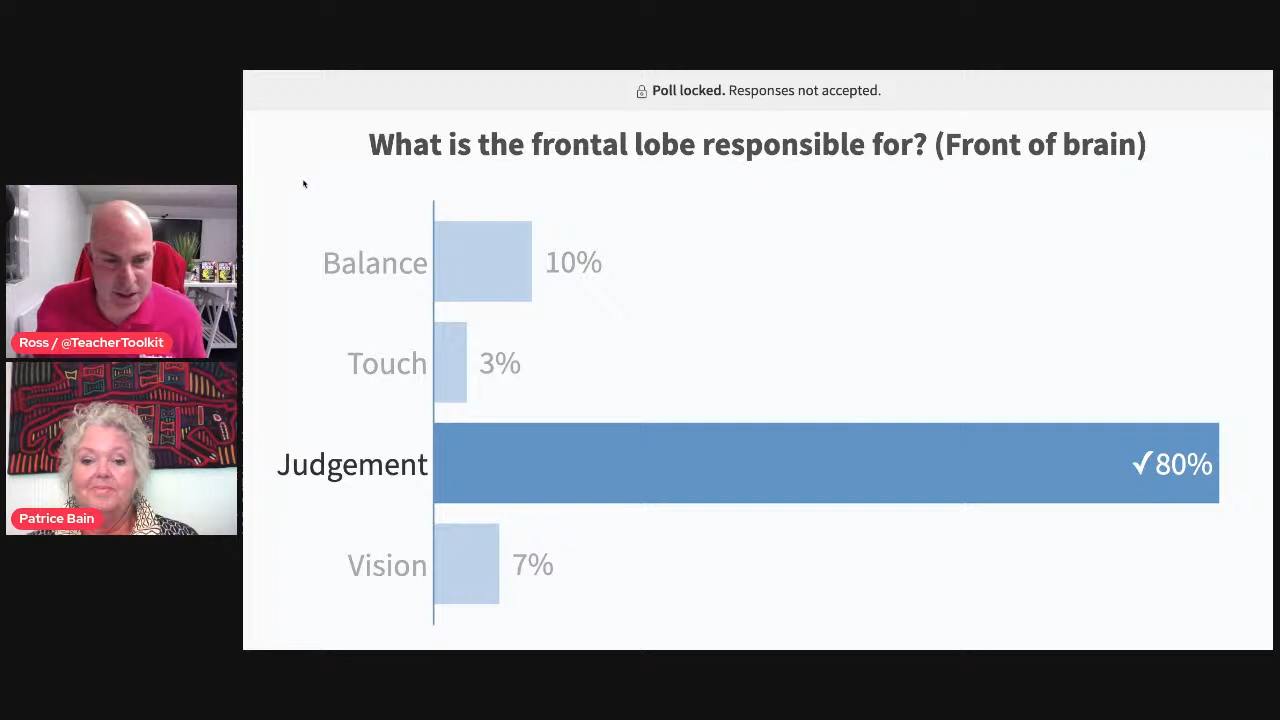 Poll locked. Responses not accepted.
What is the frontal lobe responsible for? (Front of brain)
Balance 10%
Touch 3%
Judgement ✓80%
Vision 7%
Ross / @TeacherToolkit
Patrice Bain